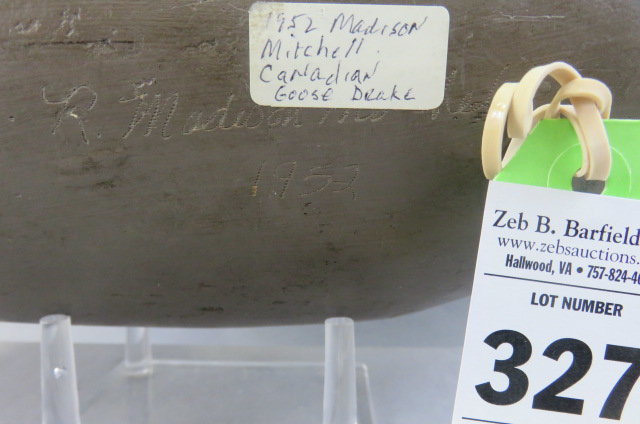 1952 Madison
Mitchell
Canadian
Goose Drake
R. Madison
1952
Zeb B. Barfield
www.zebsauctions.
Hallwood, VA • 757-824-4
LOT NUMBER
327